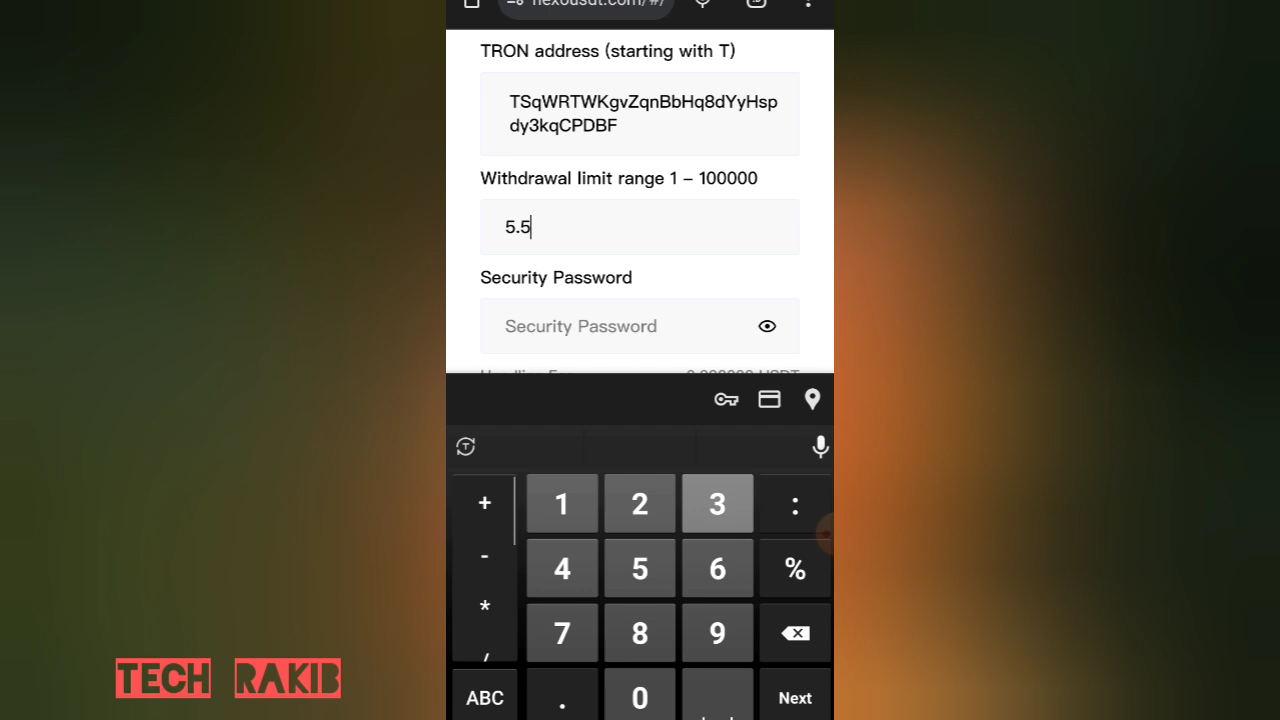 nexousdt.com/#/
TRON address (starting with T)
TSqWRTWKgvZqnBbHq8dYyHsp
dy3kqCPDBF
Withdrawal limit range 1 – 100000
5.5
Security Password
Security Password
+ 1 2 3 :
- 4 5 6 %
*
7 8 9
,
ABC . 0 Next
TECH RAKIB